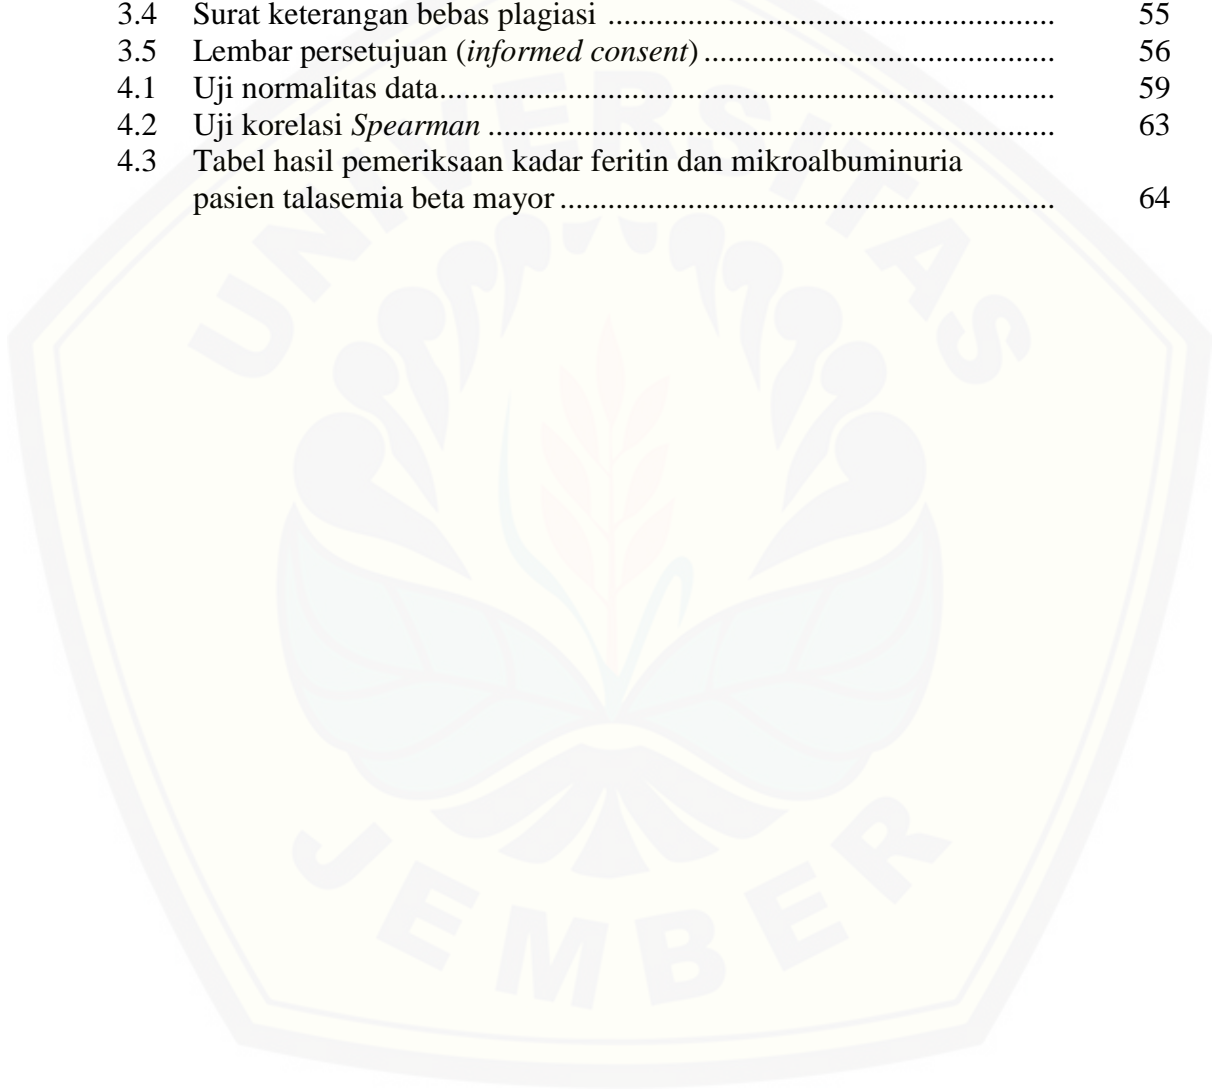 3.4 Surat keterangan bebas plagiasi ........................................................ 55
3.5 Lembar persetujuan (informed consent) ............................................ 56
4.1 Uji normalitas data............................................................................. 59
4.2 Uji korelasi Spearman ....................................................................... 63
4.3 Tabel hasil pemeriksaan kadar feritin dan mikroalbuminuria
pasien talasemia beta mayor .............................................................. 64
UNIVERSITAS
JEMBER